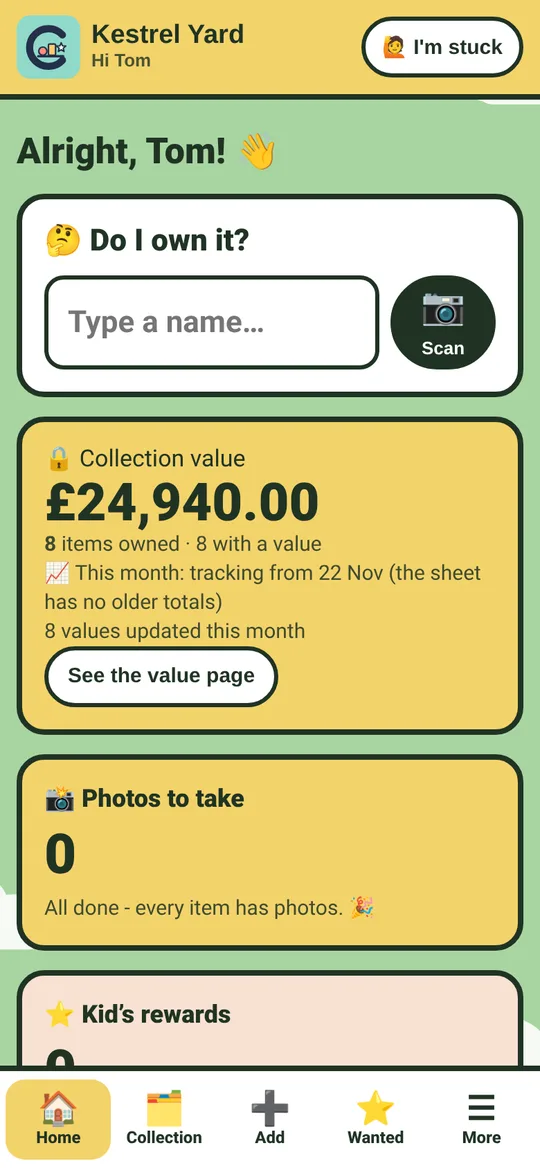 Kestrel Yard
Hi Tom
🙋 I'm stuck
Alright, Tom! 👋
🤔 Do I own it?
Type a name…
Scan
🔒 Collection value
£24,940.00
8 items owned · 8 with a value
📈 This month: tracking from 22 Nov (the sheet
has no older totals)
8 values updated this month
See the value page
📸 Photos to take
0
All done - every item has photos. 🎉
⭐ Kid’s rewards
Home
Collection
Add
Wanted
More